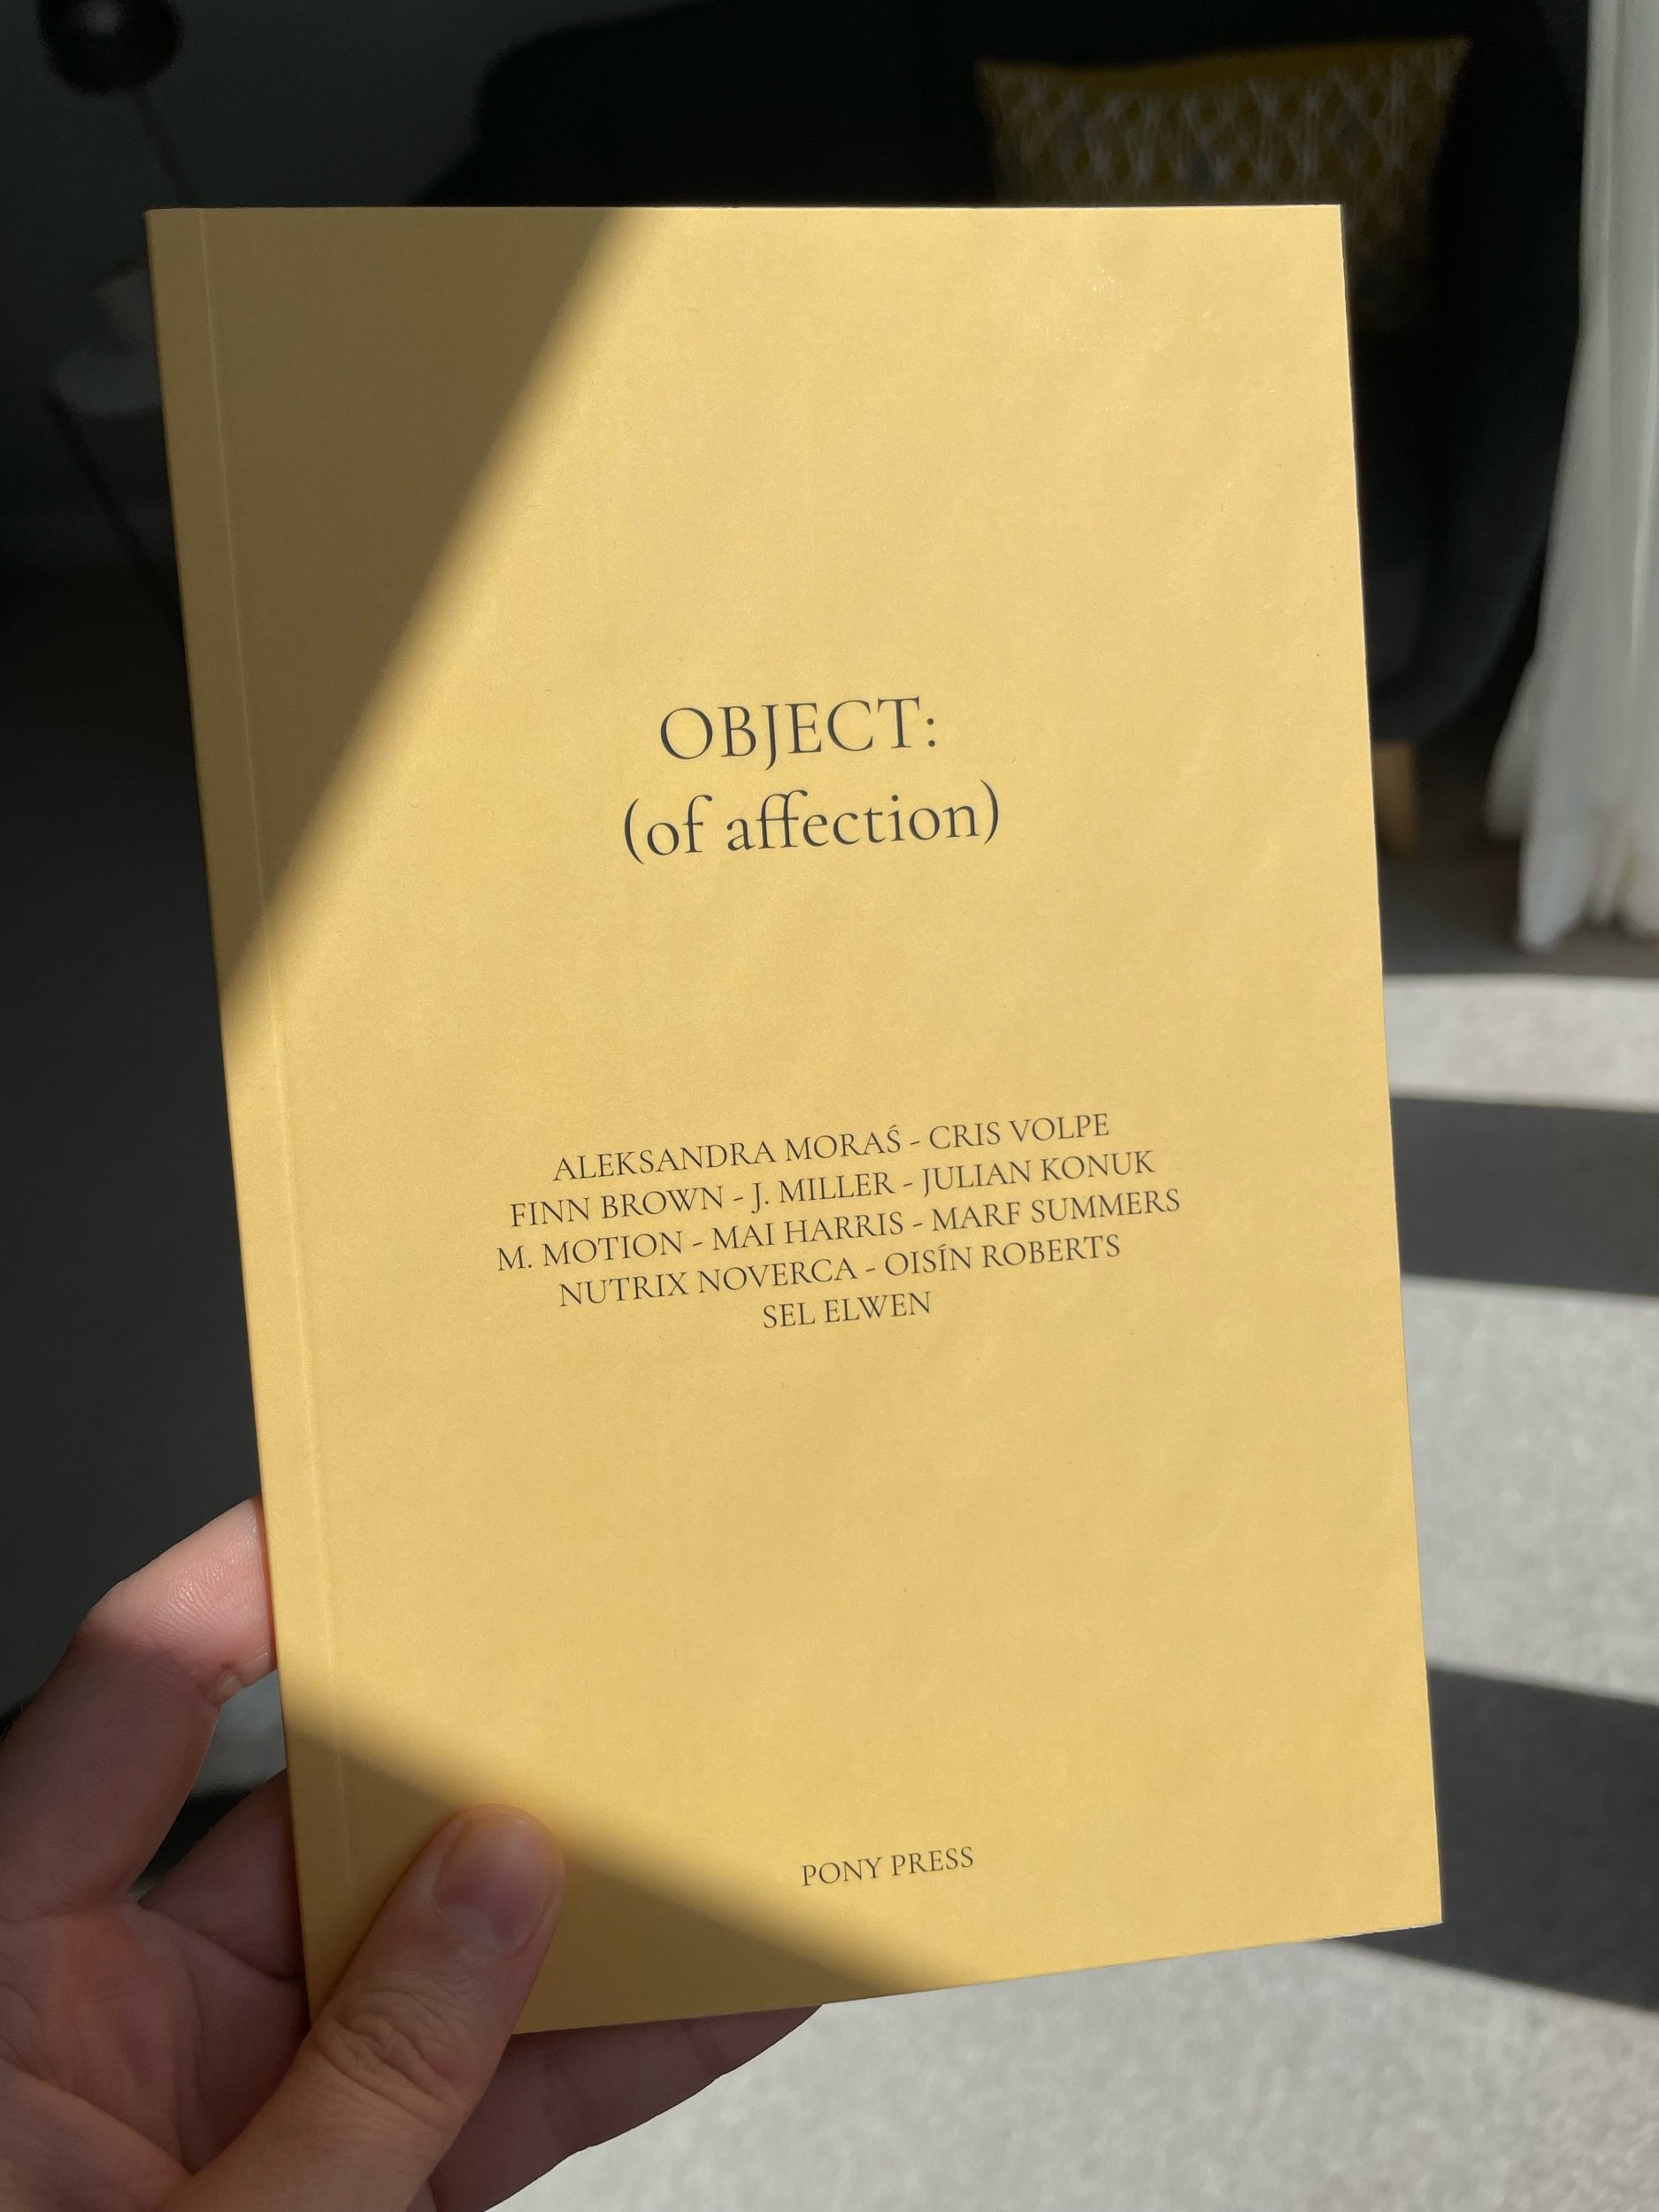 OBJECT:
(of affection)
ALEKSANDRA MORAŚ - CRIS VOLPE
FINN BROWN - J. MILLER - JULIAN KONUK
M. MOTION - MAI HARRIS - MARF SUMMERS
NUTRIX NOVERCA - OISÍN ROBERTS
SEL ELWEN
PONY PRESS